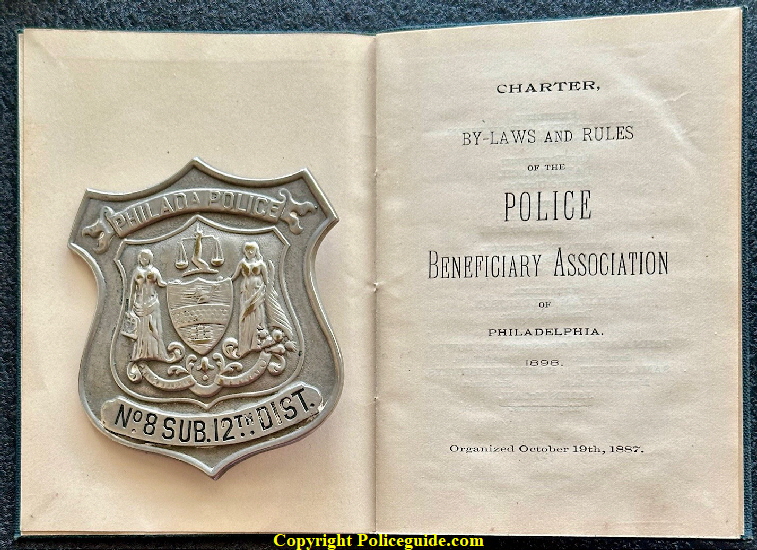 PHILADA POLICE
No 8 SUB. 12TH DIST.
CHARTER,
BY-LAWS AND RULES
OF THE
POLICE
BENEFICIARY ASSOCIATION
OF
PHILADELPHIA.
1898.
Organized October 19th, 1887.
Copyright Policeguide.com